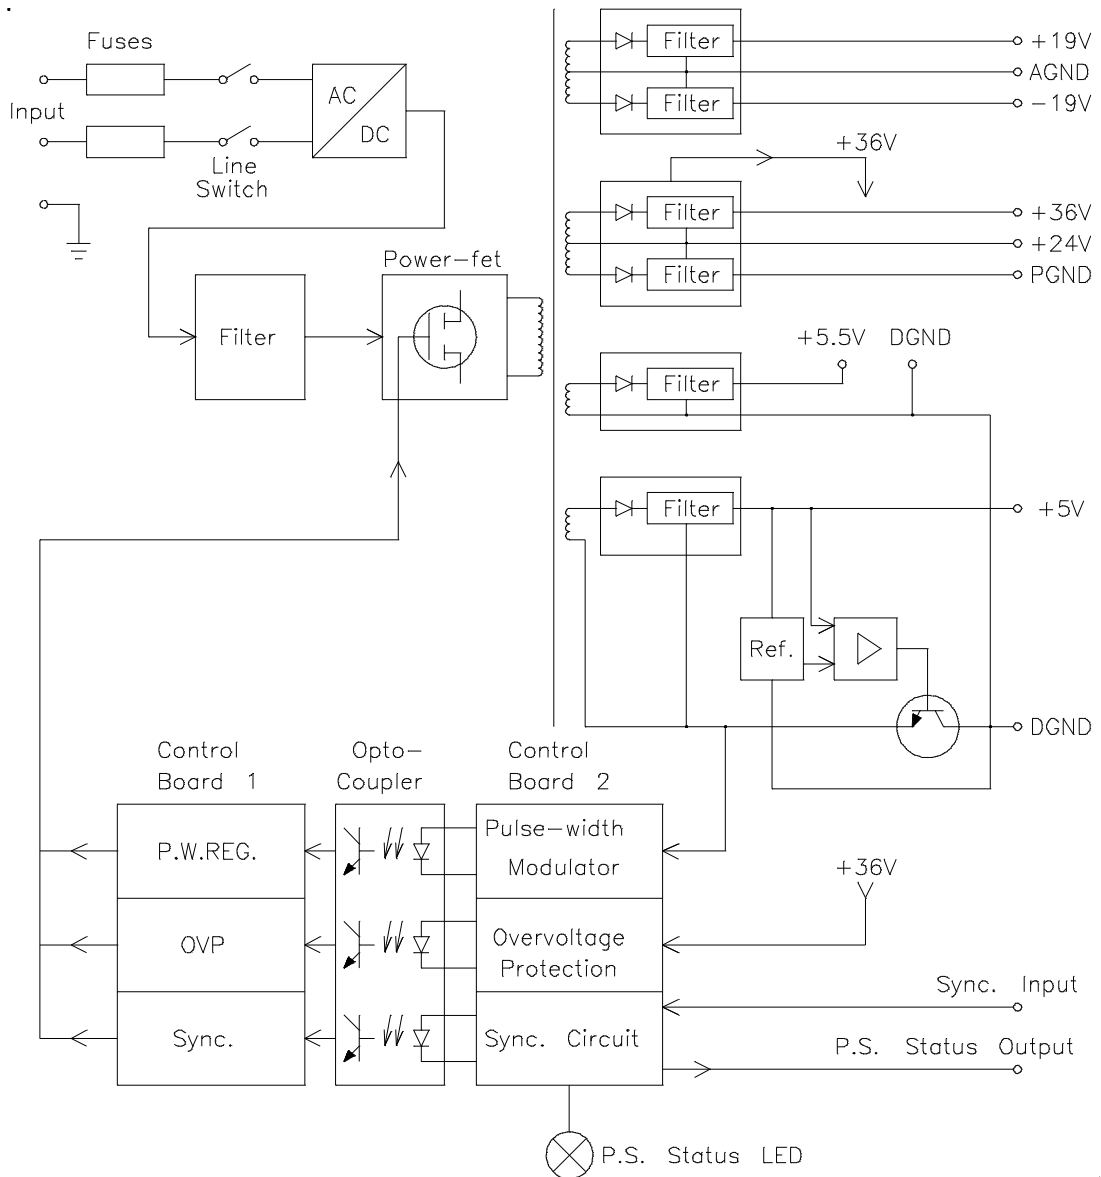 Fuses
Input
AC
DC
Line
Switch
Filter
Power-fet
Filter
Filter
+19V
AGND
-19V
+36V
Filter
Filter
+36V
+24V
PGND
+5.5V DGND
Filter
Filter
+5V
Ref.
DGND
Control
Board 1
Opto-
Coupler
Control
Board 2
P.W.REG.
OVP
Sync.
Pulse-width
Modulator
Overvoltage
Protection
Sync. Circuit
+36V
Sync. Input
P.S. Status Output
P.S. Status LED